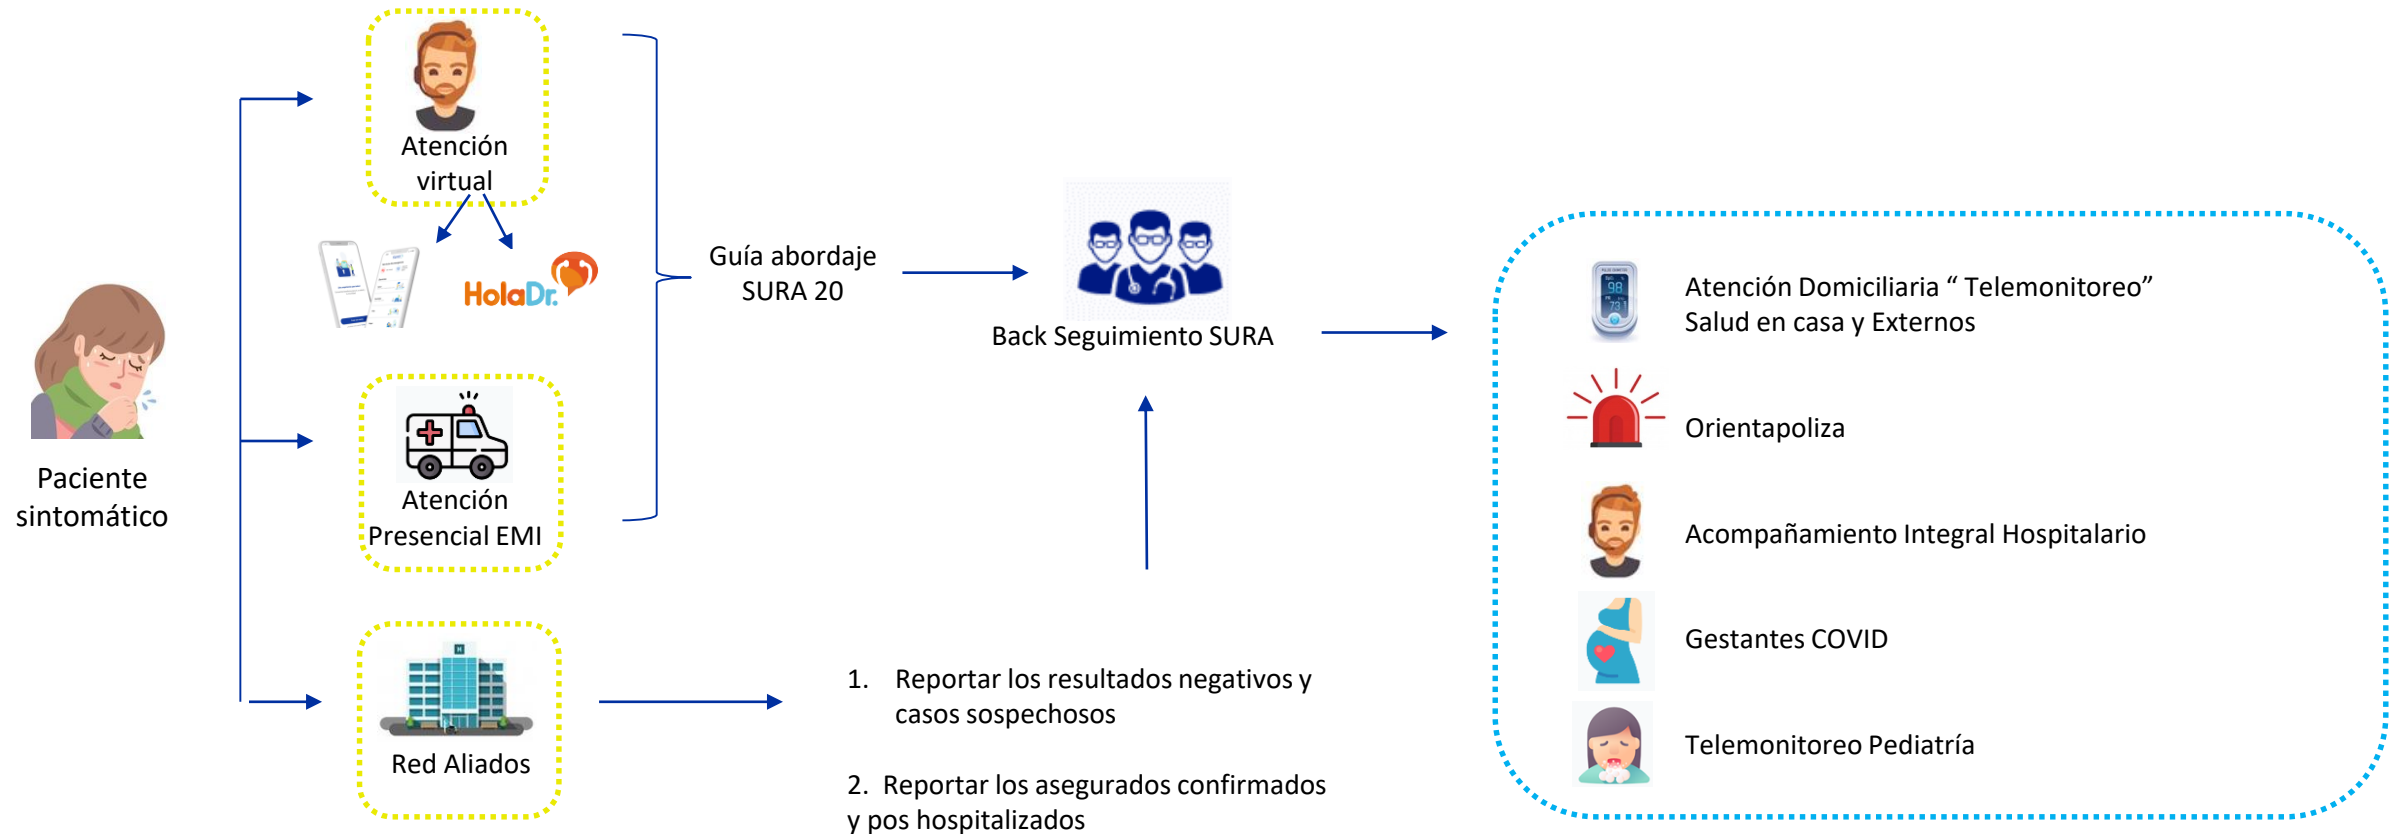 Paciente
sintomático
Atención
virtual
HolaDr.
Atención
Presencial EMI
H
Red Aliados
Guía abordaje
SURA 20
Back Seguimiento SURA
1. Reportar los resultados negativos y
casos sospechosos
2. Reportar los asegurados confirmados
y pos hospitalizados
98
Atención Domiciliaria “ Telemonitoreo”
Salud en casa y Externos
Orientapoliza
Acompañamiento Integral Hospitalario
Gestantes COVID
Telemonitoreo Pediatría